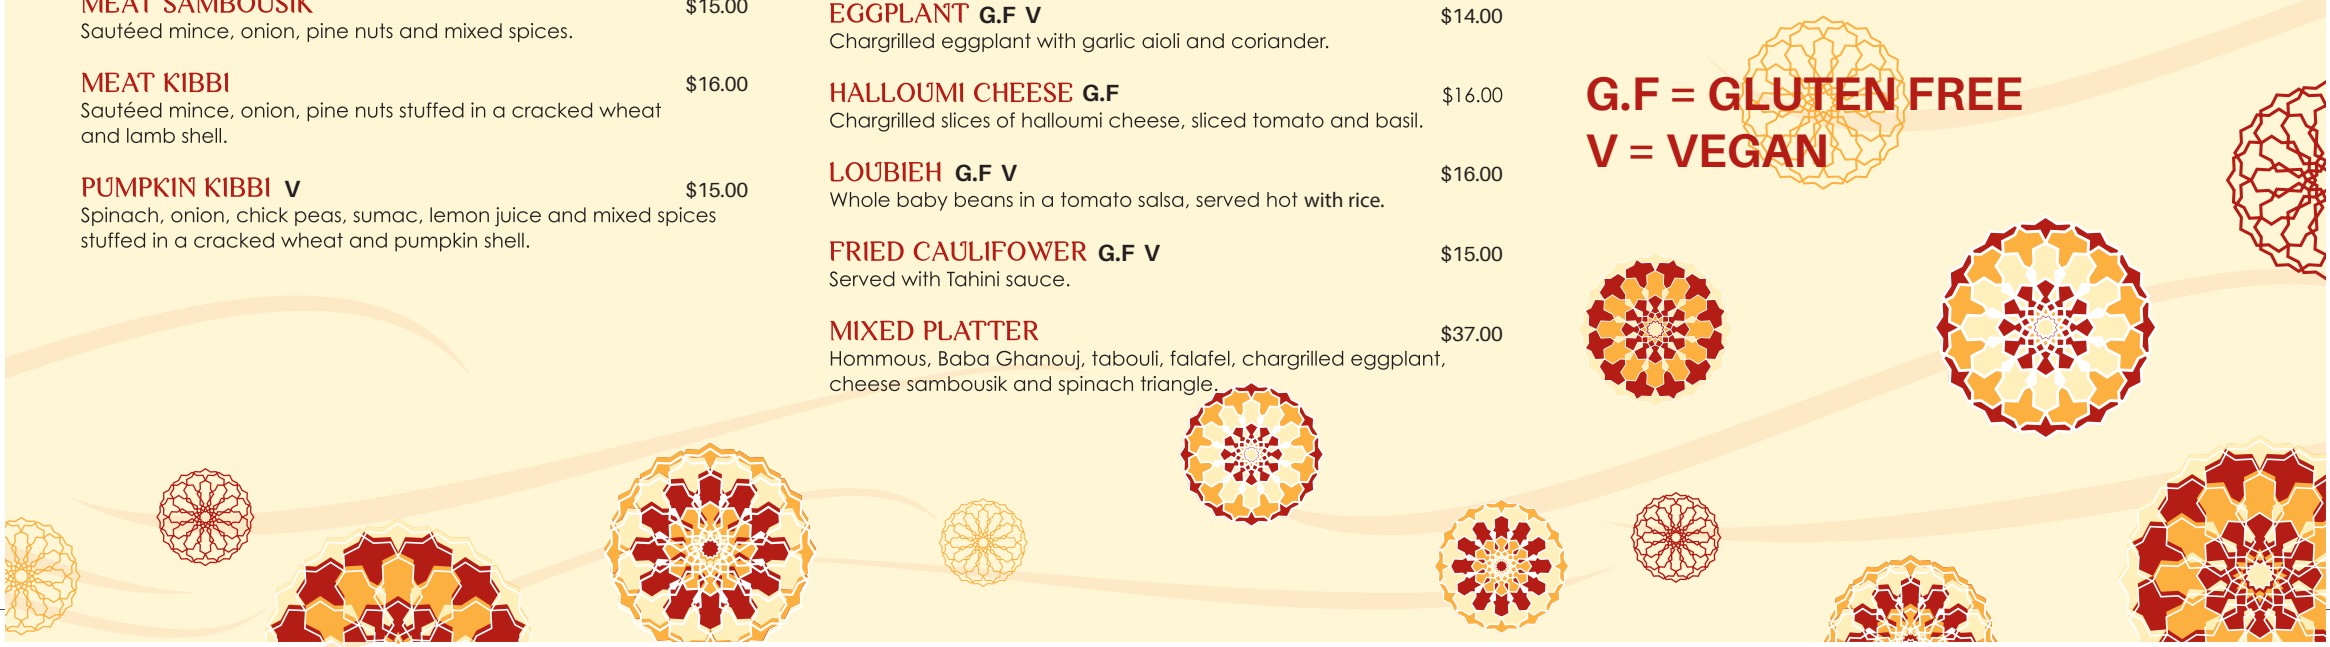 MEAT SAMBOUSIK $15.00
Sautéed mince, onion, pine nuts and mixed spices.
MEAT KIBBI $16.00
Sautéed mince, onion, pine nuts stuffed in a cracked wheat
and lamb shell.
PUMPKIN KIBBI V $15.00
Spinach, onion, chick peas, sumac, lemon juice and mixed spices
stuffed in a cracked wheat and pumpkin shell.
EGGPLANT G.F V $14.00
Chargrilled eggplant with garlic aioli and coriander.
HALLOUMI CHEESE G.F $16.00
Chargrilled slices of halloumi cheese, sliced tomato and basil.
LOUBIEH G.F V $16.00
Whole baby beans in a tomato salsa, served hot with rice.
FRIED CAULIFOWER G.F V $15.00
Served with Tahini sauce.
MIXED PLATTER $37.00
Hommous, Baba Ghanouj, tabouli, falafel, chargrilled eggplant,
cheese sambousik and spinach triangle.
G.F = GLUTEN FREE
V = VEGAN